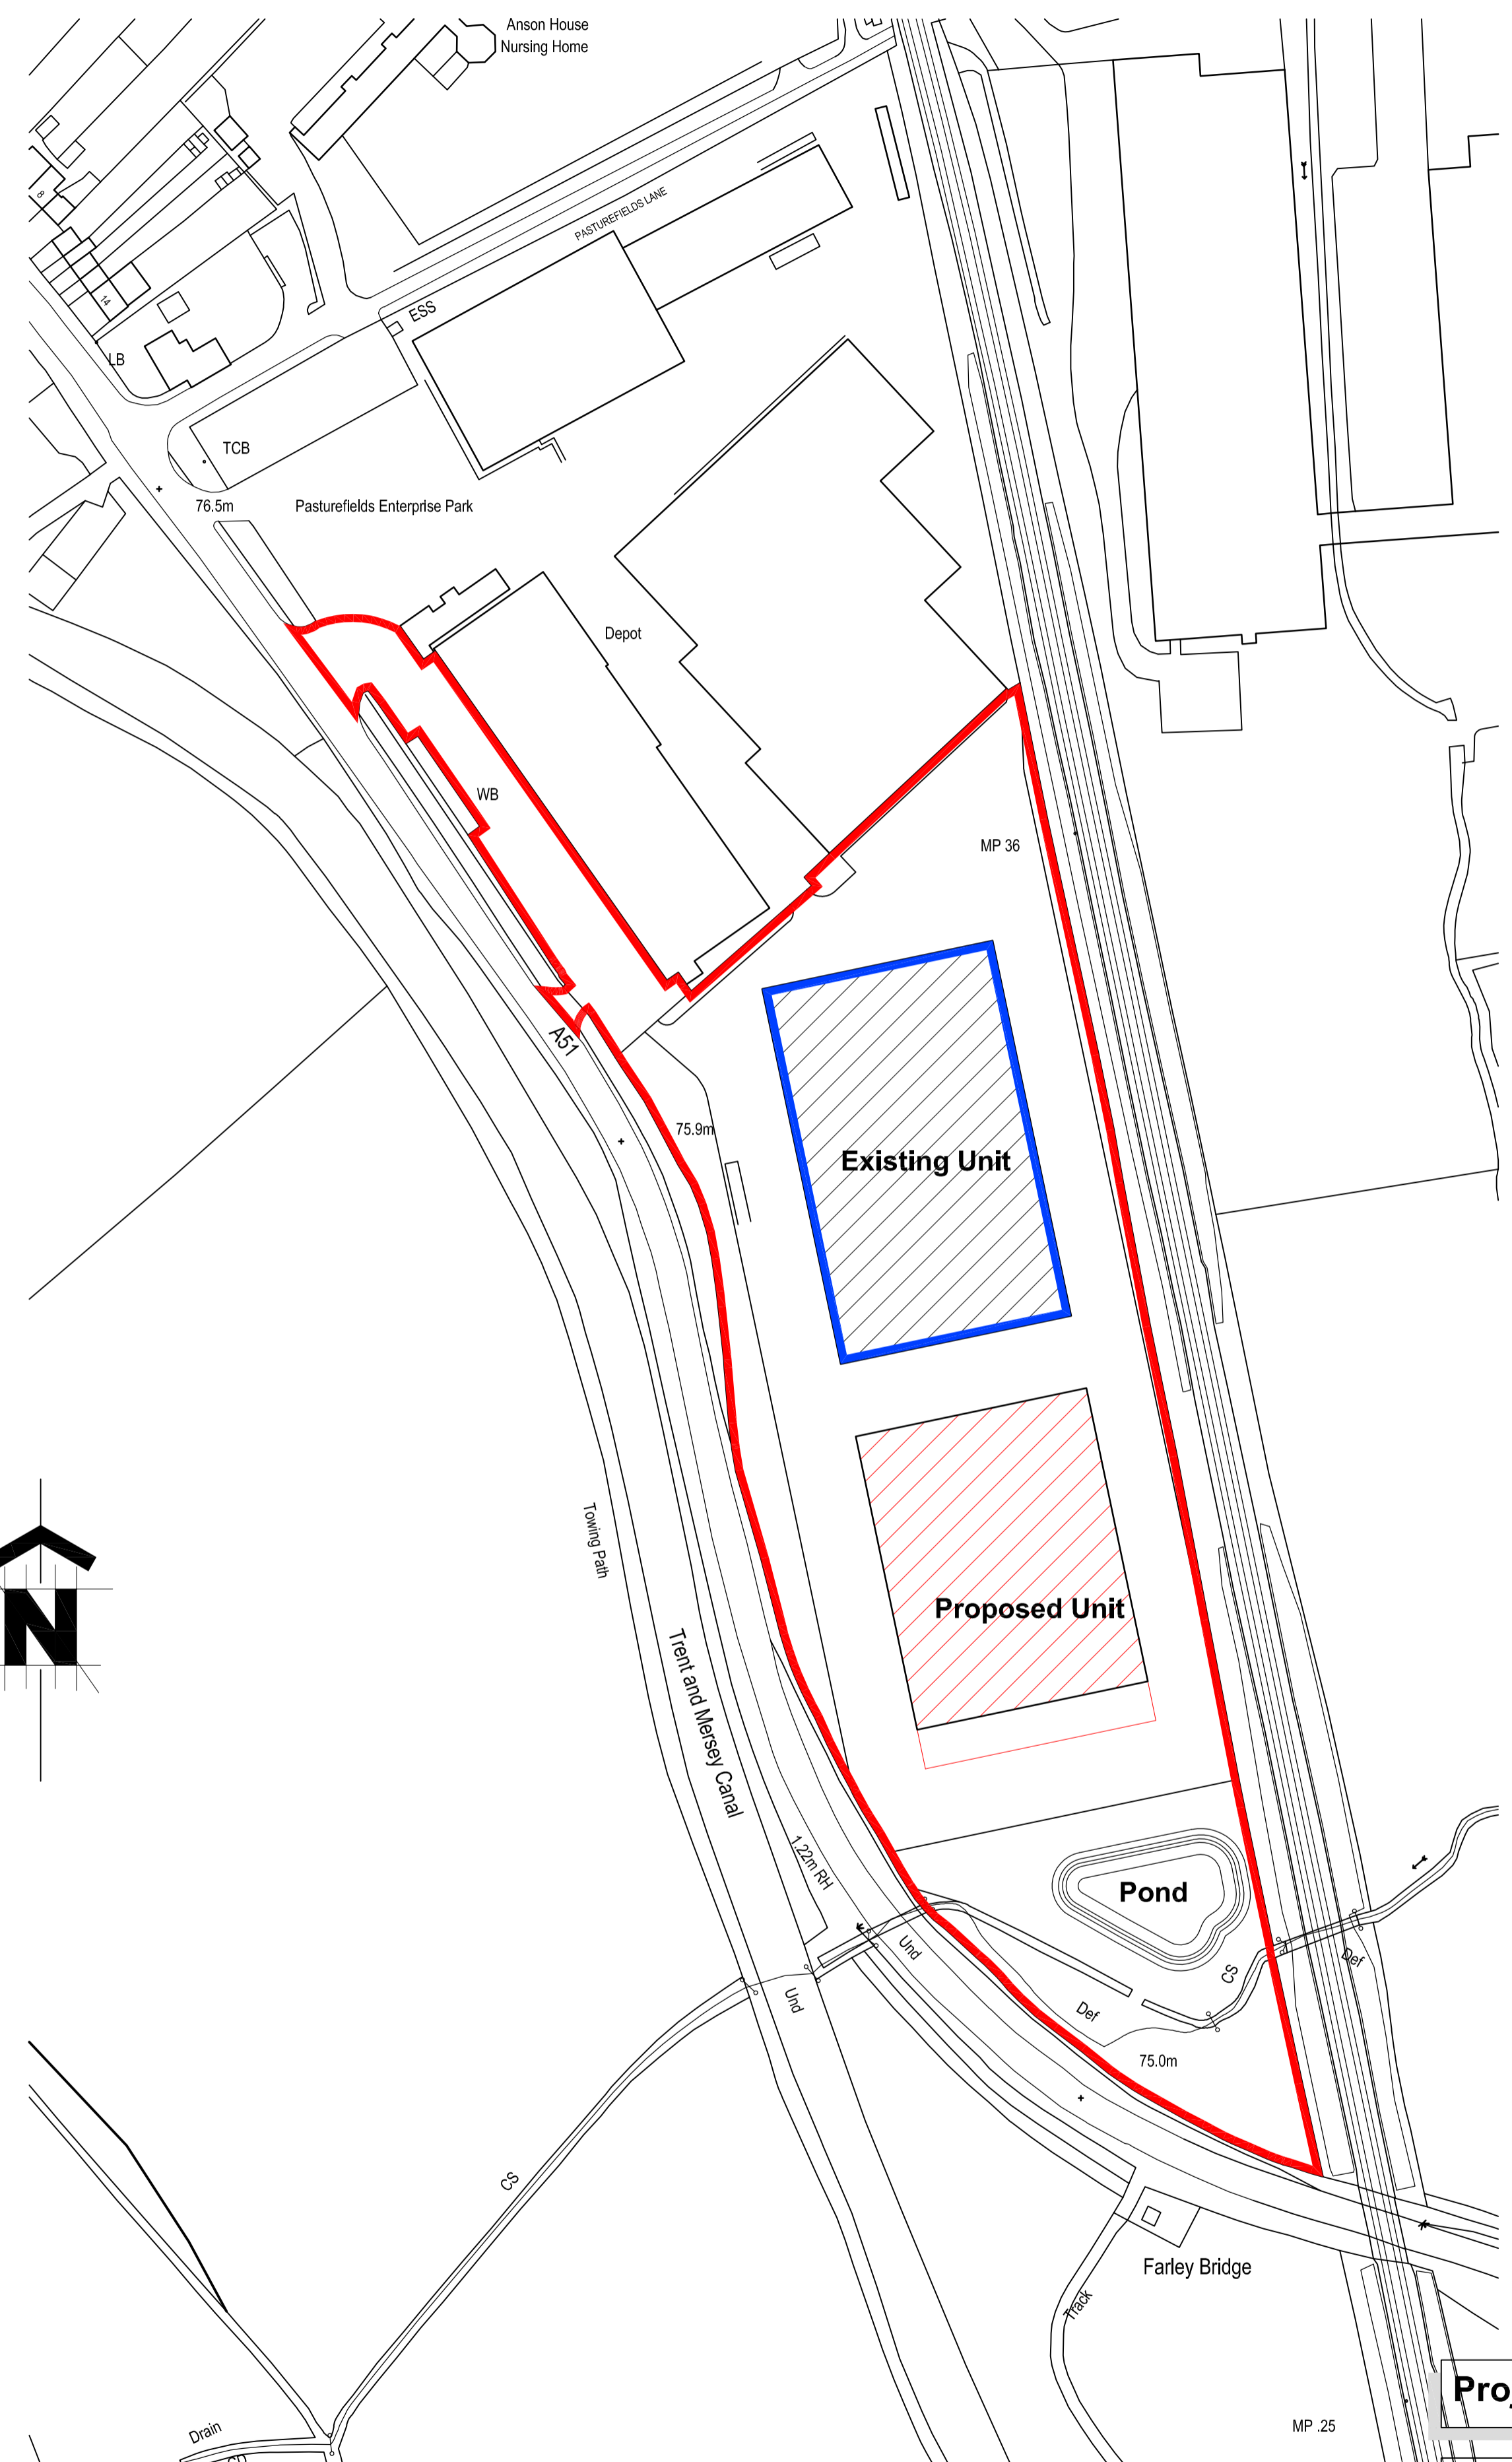 Anson House
Nursing Home
8
14
PASTUREFIELDS LANE
ESS
LB
TCB
76.5m
Pasturefields Enterprise Park
Depot
WB
MP 36
A51
75.9m
Existing Unit
Towing Path
N
Proposed Unit
Trent and Mersey Canal
1.22m RH
Pond
Und
Und
CS
Def
Def
75.0m
CS
Farley Bridge
Track
Drain
MP .25